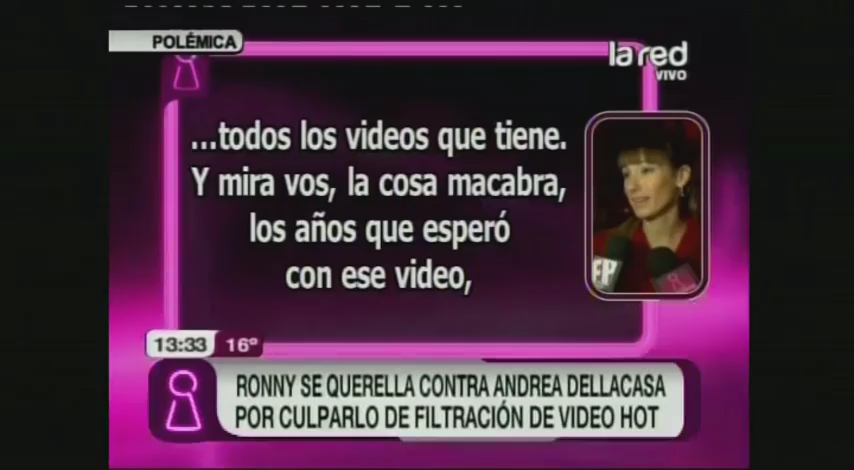 POLÉMICA
la red
VIVO
...todos los videos que tiene.
Y mira vos, la cosa macabra,
los años que esperó
con ese video,
13:33 16º
RONNY SE QUERELLA CONTRA ANDREA DELLACASA
POR CULPARLO DE FILTRACIÓN DE VIDEO HOT